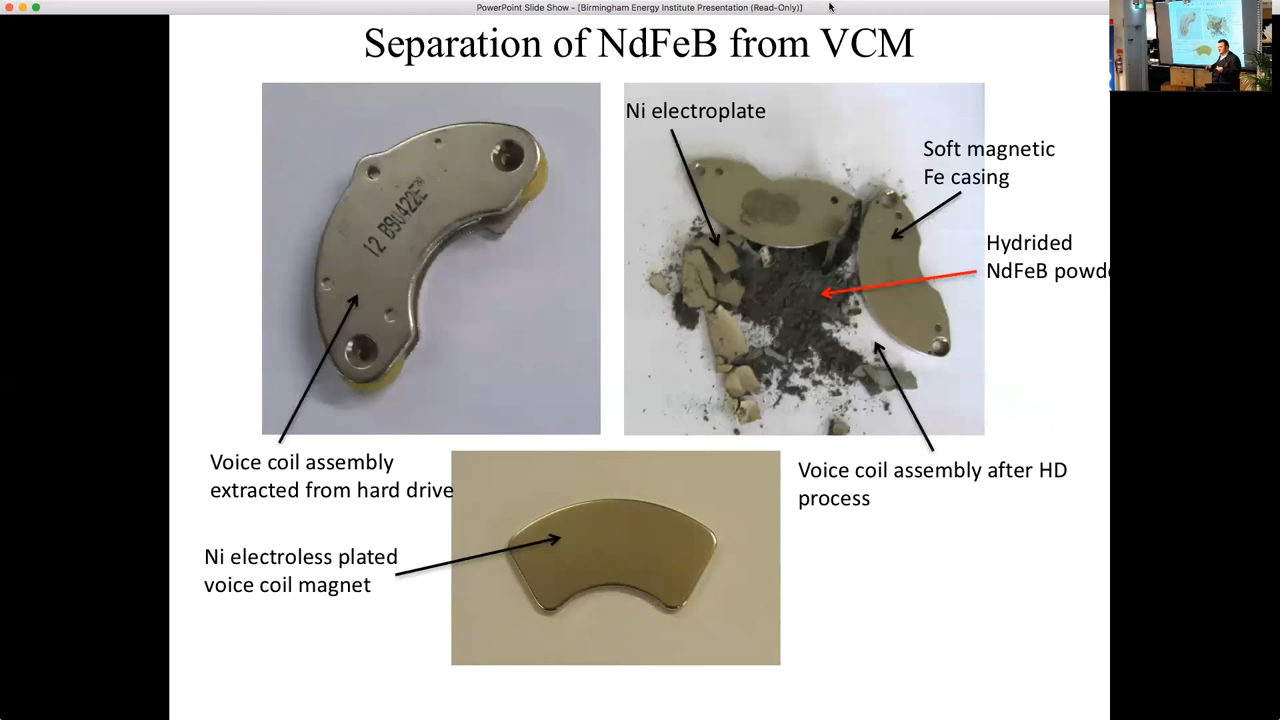 PowerPoint Slide Show - [Birmingham Energy Institute Presentation (Read-Only)]
Separation of NdFeB from VCM
12 B90422E
Ni electroplate
Soft magnetic
Fe casing
Hydrided
NdFeB powd
Voice coil assembly
extracted from hard drive
Voice coil assembly after HD
process
Ni electroless plated
voice coil magnet